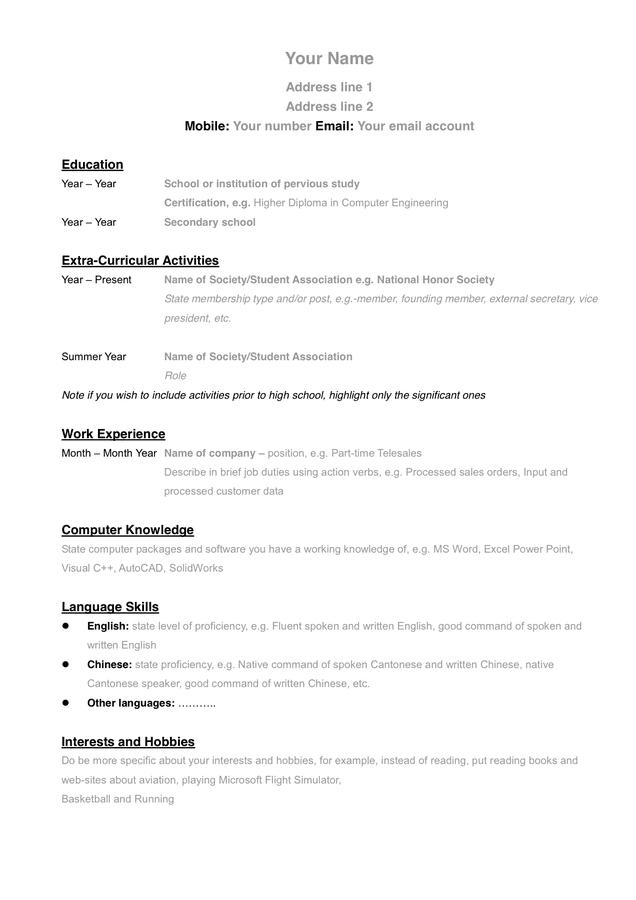 Your Name
Address line 1
Address line 2
Mobile: Your number Email: Your email account
Education
Year – Year School or institution of pervious study
Certification, e.g. Higher Diploma in Computer Engineering
Year – Year Secondary school
Extra-Curricular Activities
Year – Present Name of Society/Student Association e.g. National Honor Society
State membership type and/or post, e.g.-member, founding member, external secretary, vice
president, etc.
Summer Year Name of Society/Student Association
Role
Note if you wish to include activities prior to high school, highlight only the significant ones
Work Experience
Month – Month Year Name of company – position, e.g. Part-time Telesales
Describe in brief job duties using action verbs, e.g. Processed sales orders, Input and
processed customer data
Computer Knowledge
State computer packages and software you have a working knowledge of, e.g. MS Word, Excel Power Point,
Visual C++, AutoCAD, SolidWorks
Language Skills
● English: state level of proficiency, e.g. Fluent spoken and written English, good command of spoken and
written English
● Chinese: state proficiency, e.g. Native command of spoken Cantonese and written Chinese, native
Cantonese speaker, good command of written Chinese, etc.
● Other languages: ………..
Interests and Hobbies
Do be more specific about your interests and hobbies, for example, instead of reading, put reading books and
web-sites about aviation, playing Microsoft Flight Simulator,
Basketball and Running